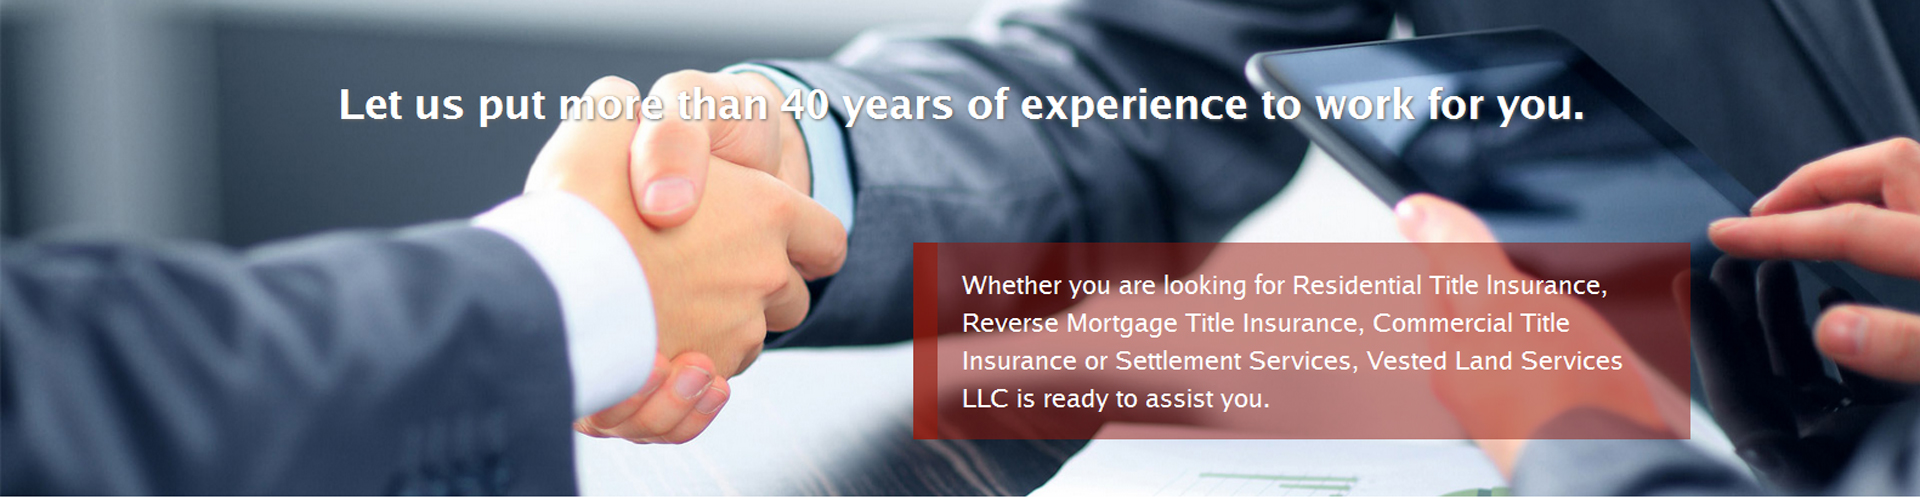 Let us put more than 40 years of experience to work for you.
Whether you are looking for Residential Title Insurance,
Reverse Mortgage Title Insurance, Commercial Title
Insurance or Settlement Services, Vested Land Services
LLC is ready to assist you.